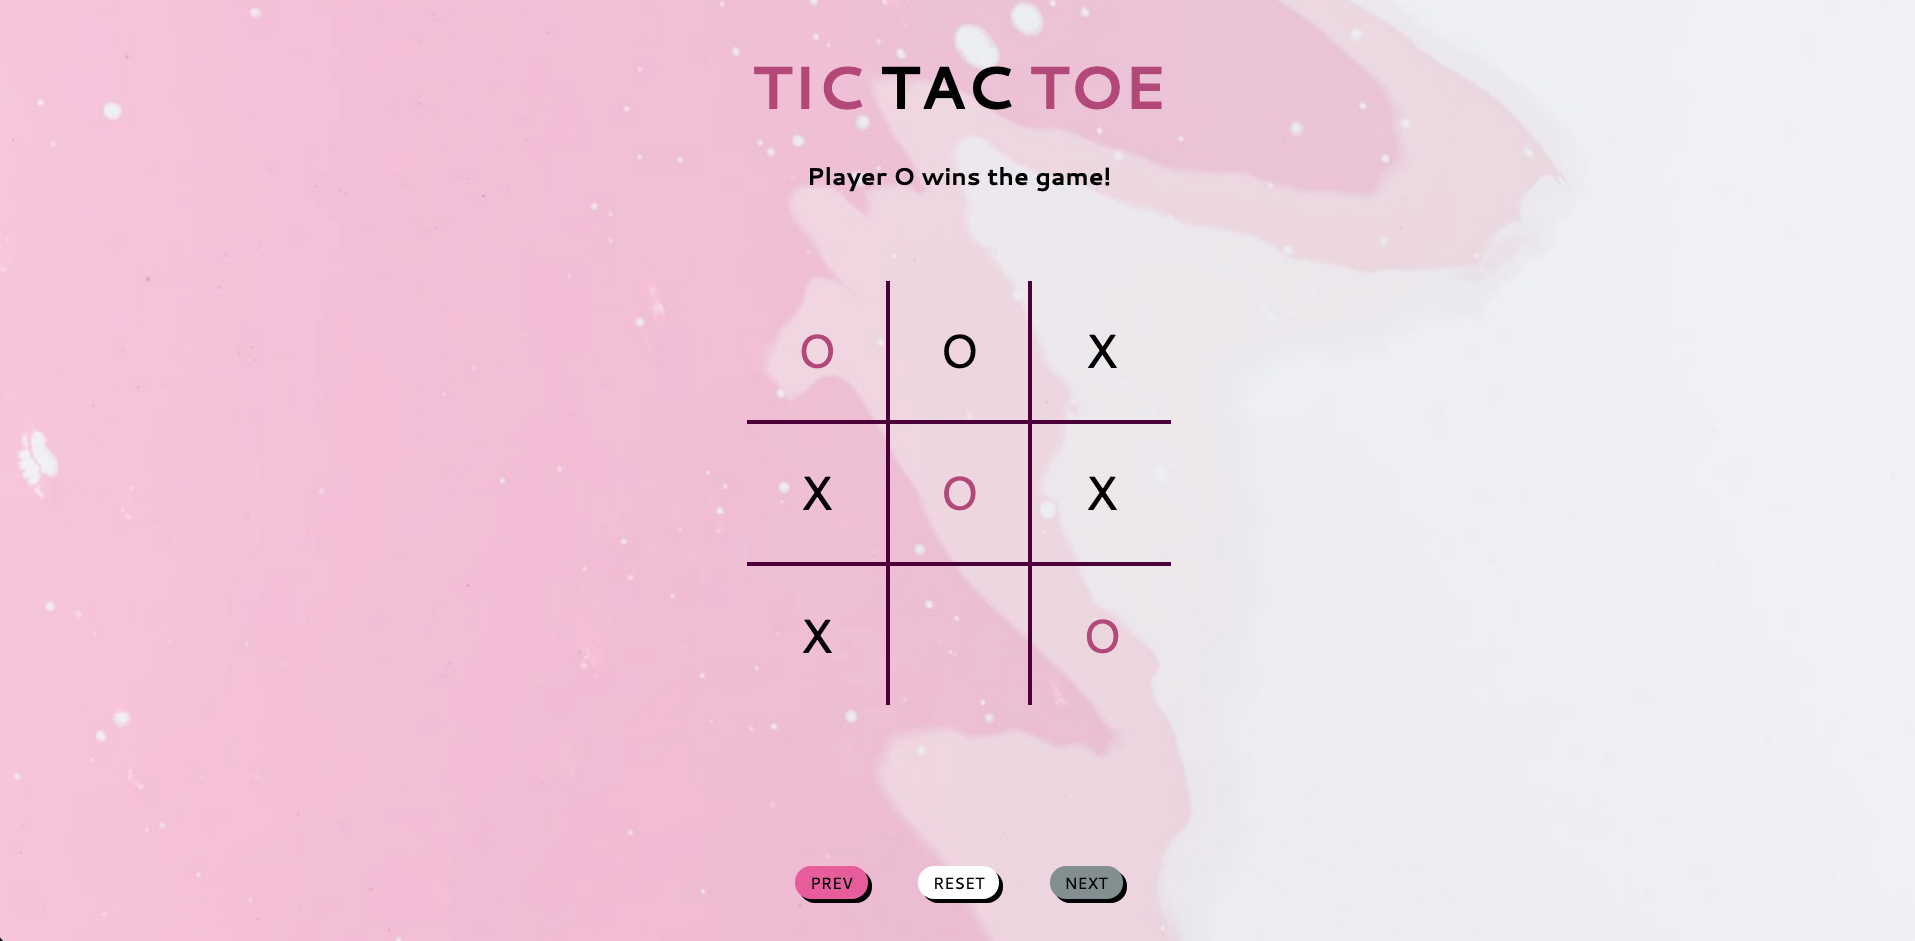 TIC TAC TOE
Player O wins the game!
O O X
X O X
X O
PREV RESET NEXT